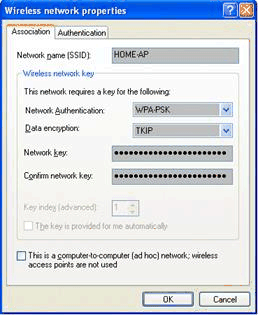 Wireless network properties
Association
Authentication
Network name (SSID):
HOME-AP
Wireless network key
This network requires a key for the following:
Network Authentication:
WPA-PSK
Data encryption:
TKIP
Network key:
Confirm network key:
Key index (advanced):
1
The key is provided for me automatically
This is a computer-to-computer (ad hoc) network; wireless
access points are not used
OK
Cancel